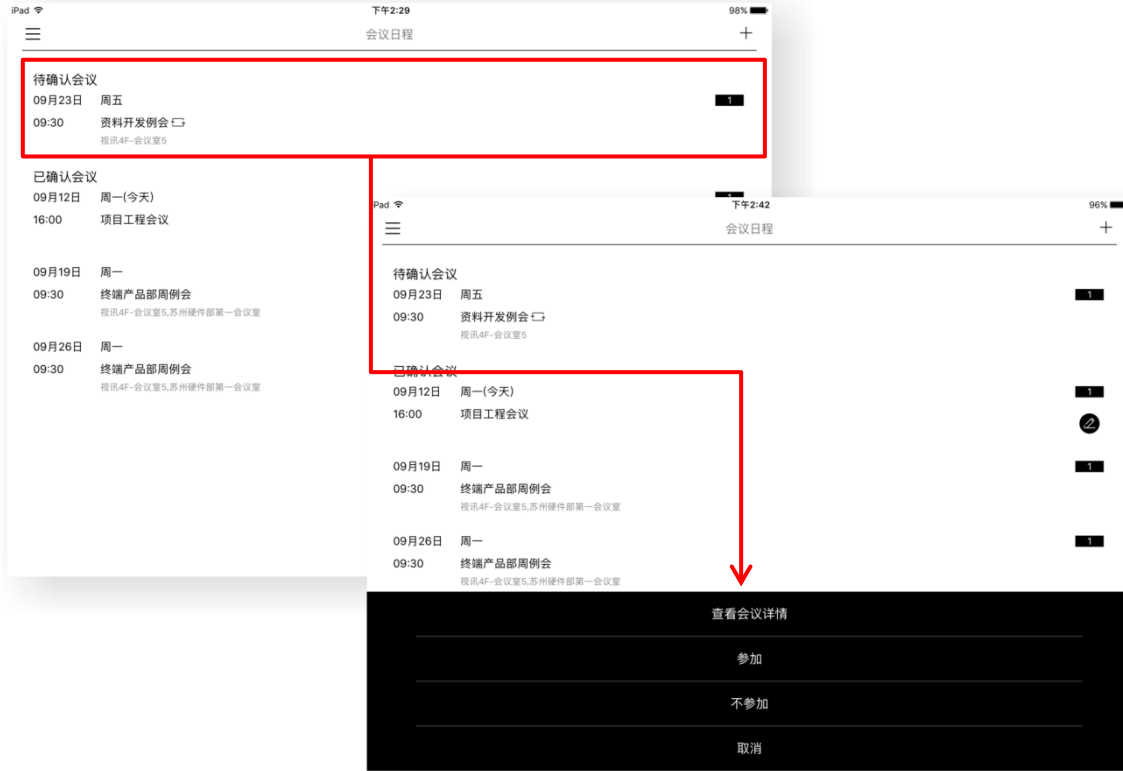 iPad 下午2:29 98%
会议日程 +
待确认会议
09月23日 周五 1
09:30 资料开发例会
视讯4F-会议室5
已确认会议
09月12日 周一(今天)
16:00 项目工程会议
09月19日 周一
09:30 终端产品部周例会
视讯4F-会议室5,苏州硬件部第一会议室
09月26日 周一
09:30 终端产品部周例会
视讯4F-会议室5,苏州硬件部第一会议室
Pad 下午2:42 96%
会议日程 +
待确认会议
09月23日 周五 1
09:30 资料开发例会
视讯4F-会议室5
已确认会议
09月12日 周一(今天) 1
16:00 项目工程会议
09月19日 周一 1
09:30 终端产品部周例会
视讯4F-会议室5,苏州硬件部第一会议室
09月26日 周一 1
09:30 终端产品部周例会
视讯4F-会议室5,苏州硬件部第一会议室
查看会议详情
参加
不参加
取消